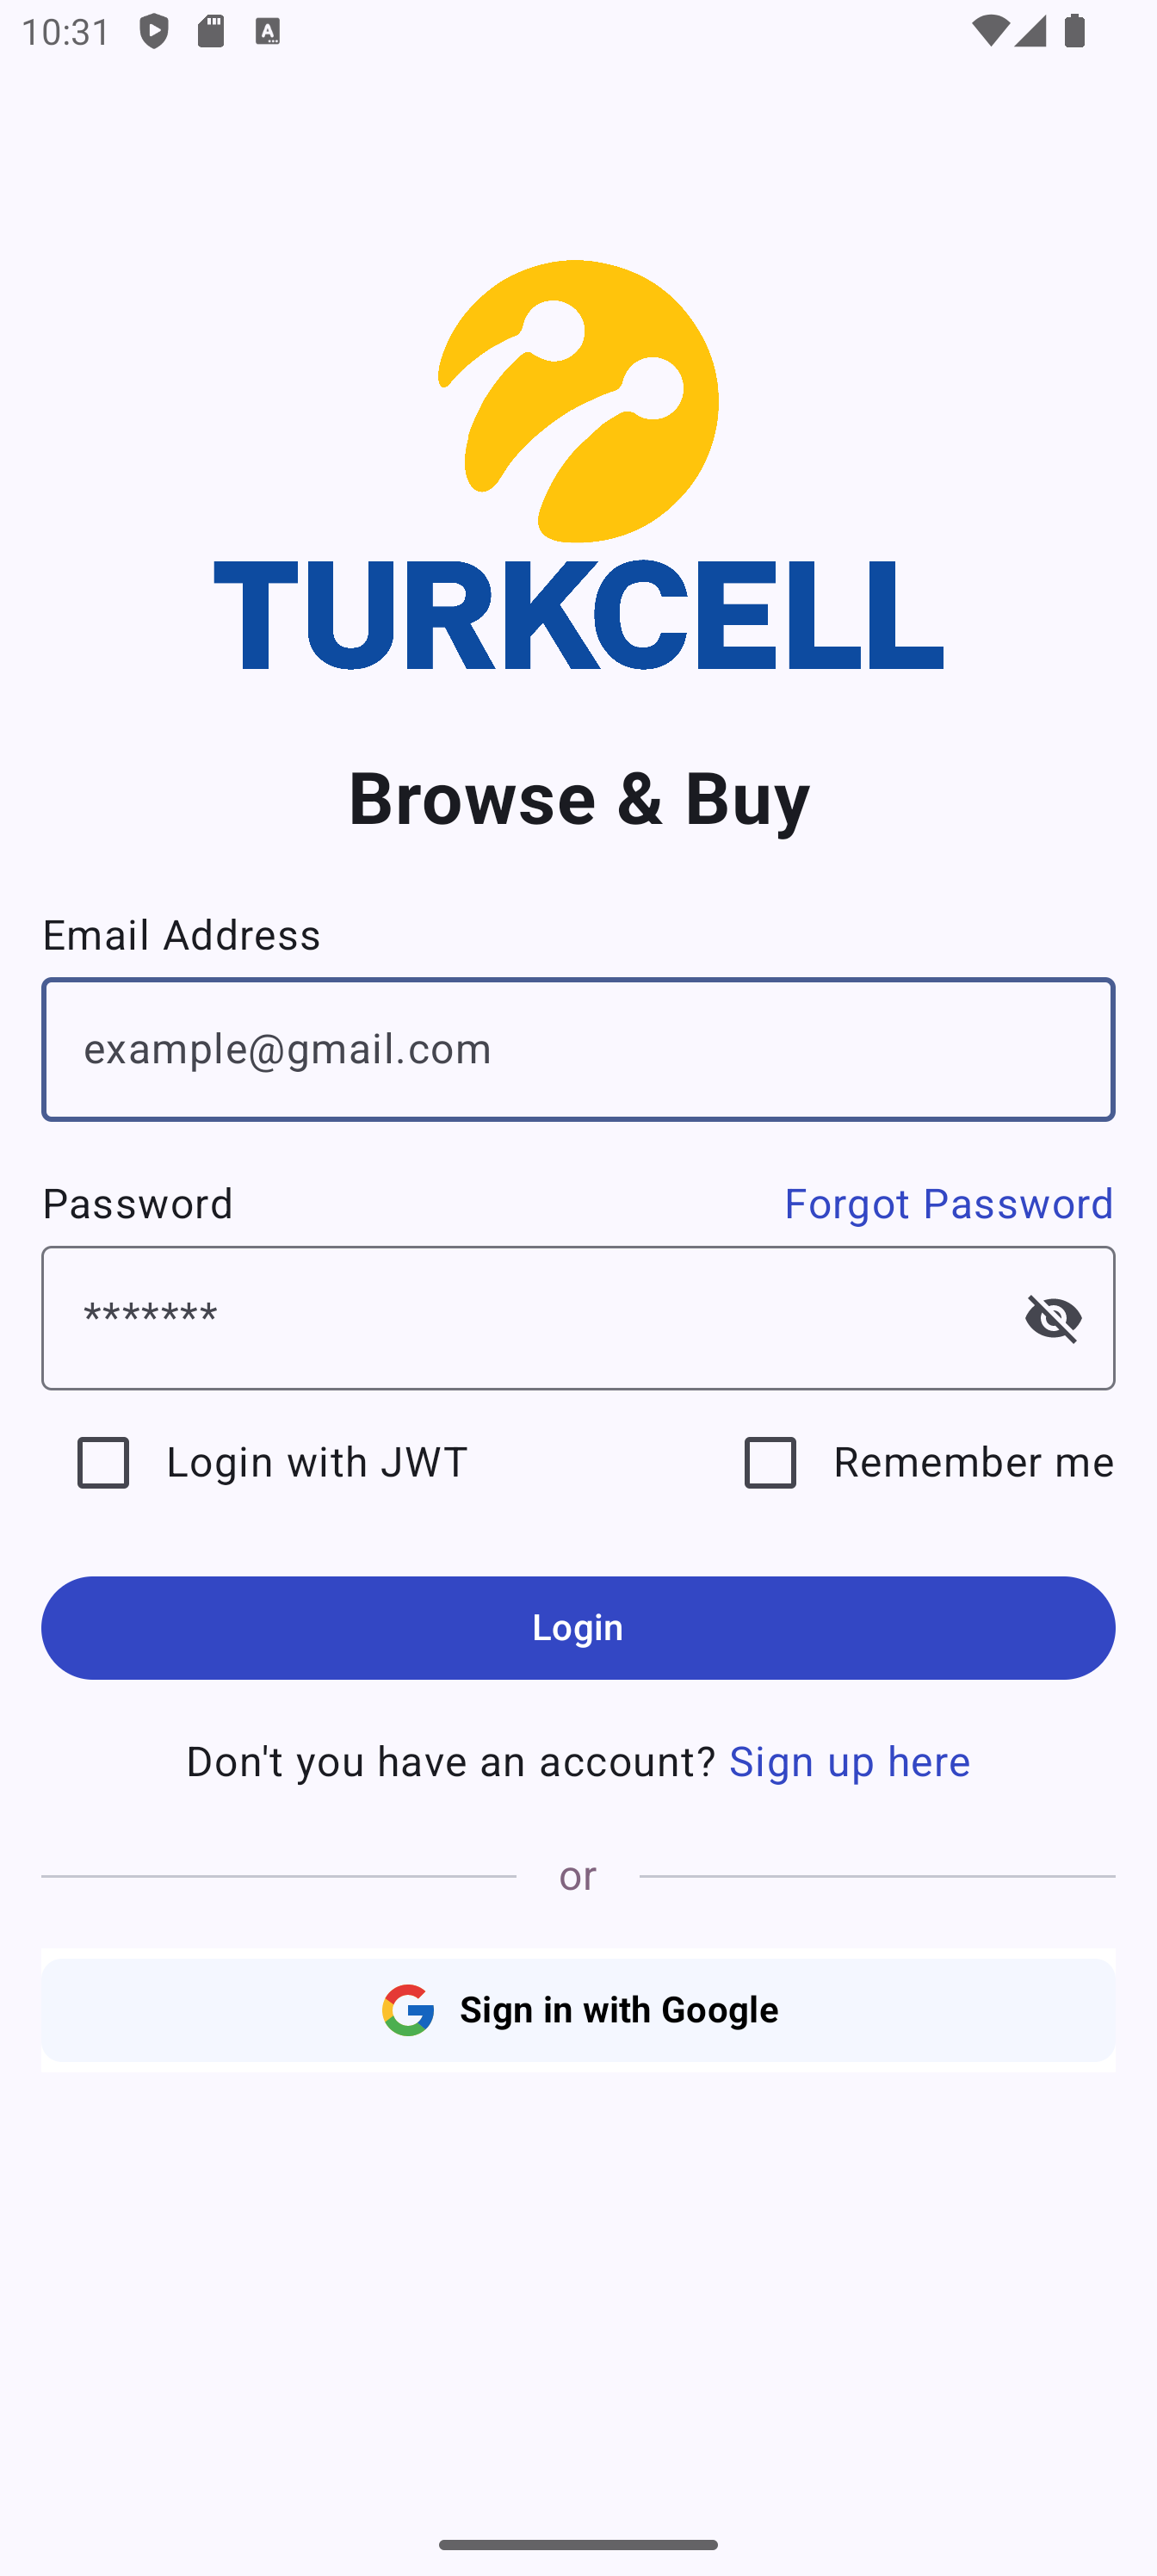 10:31
TURKCELL
Browse & Buy
Email Address
example@gmail.com
Password Forgot Password
*******
Login with JWT Remember me
Login
Don't you have an account? Sign up here
or
Sign in with Google